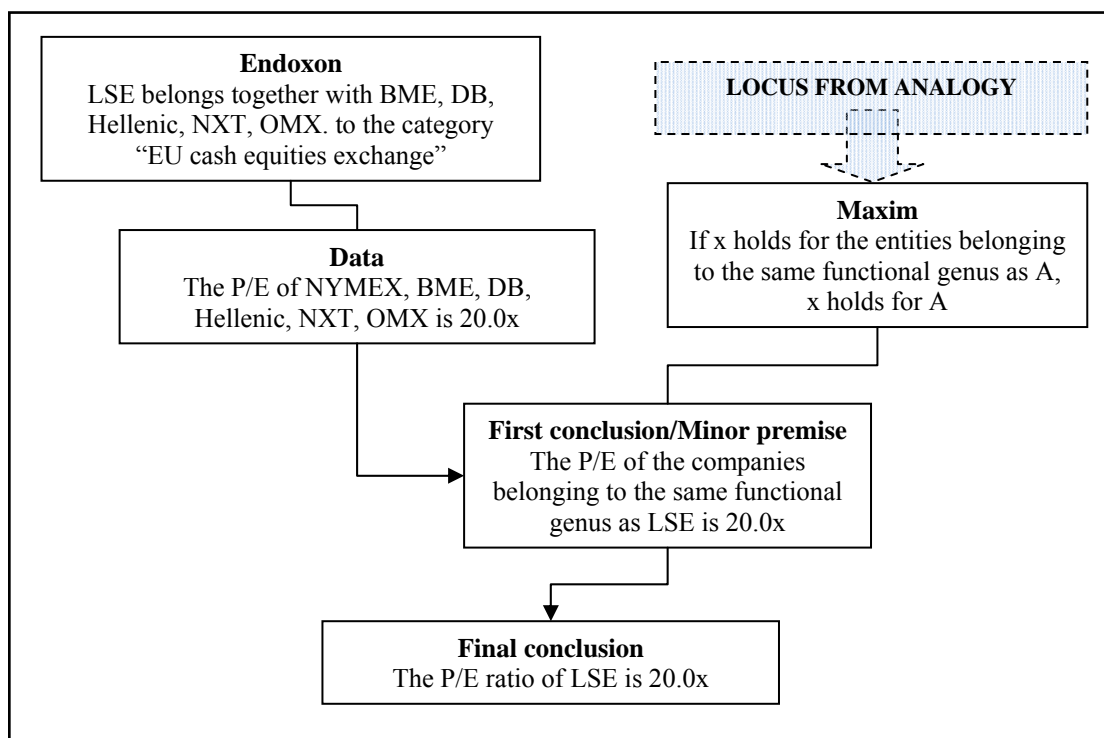 Endoxon
LSE belongs together with BME, DB,
Hellenic, NXT, OMX. to the category
“EU cash equities exchange”
LOCUS FROM ANALOGY
Maxim
If x holds for the entities belonging
to the same functional genus as A,
x holds for A
Data
The P/E of NYMEX, BME, DB,
Hellenic, NXT, OMX is 20.0x
First conclusion/Minor premise
The P/E of the companies
belonging to the same functional
genus as LSE is 20.0x
Final conclusion
The P/E ratio of LSE is 20.0x